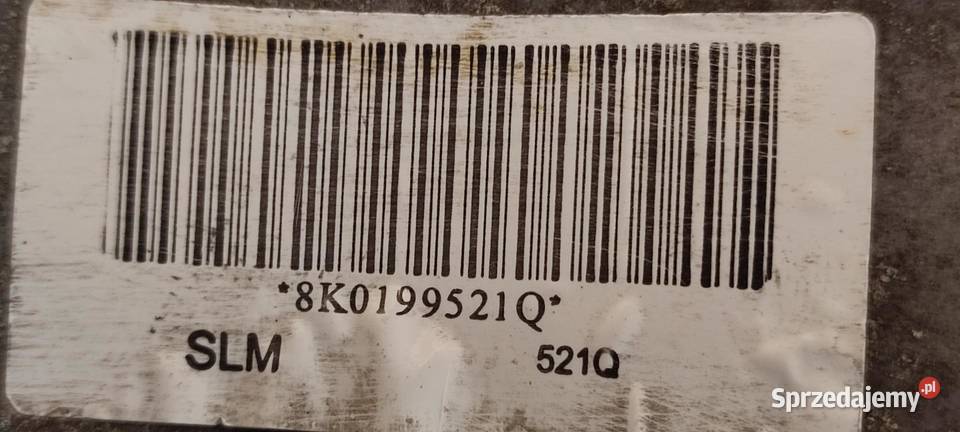 *8K0199521Q*
SLM 521Q
Sprzedajemy.pl